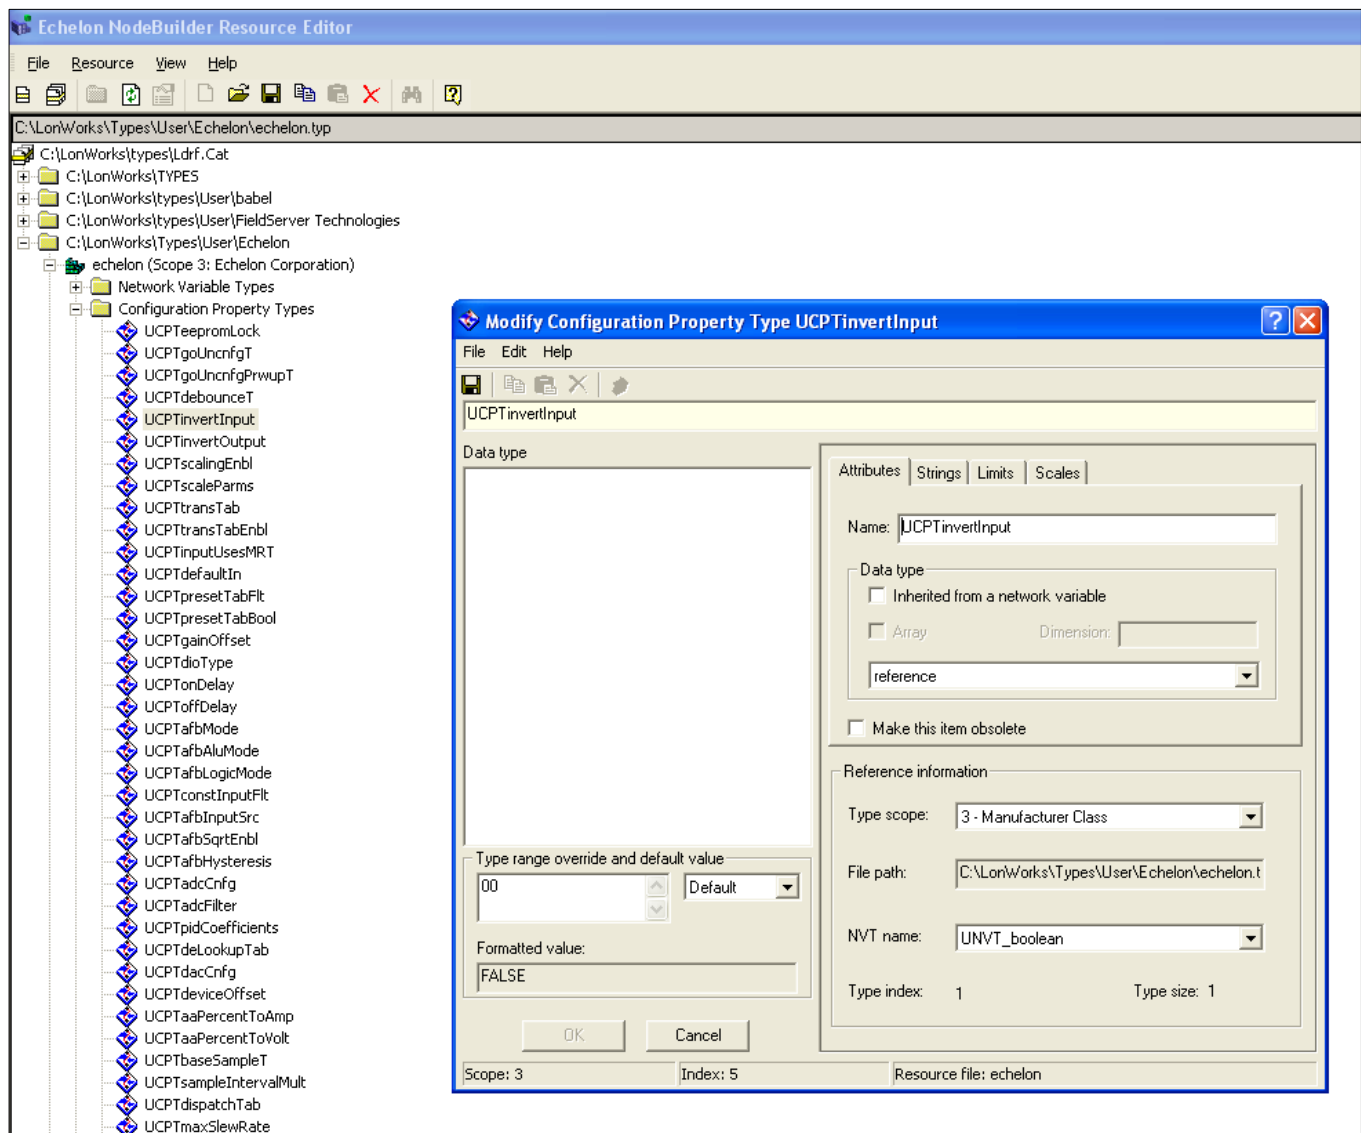 Echelon NodeBuilder Resource Editor
File Resource View Help
C:\LonWorks\Types\User\Echelon\echelon.typ
C:\LonWorks\types\Ldrf.Cat
C:\LonWorks\TYPES
C:\LonWorks\types\User\babel
C:\LonWorks\types\User\FieldServer Technologies
C:\LonWorks\Types\User\Echelon
echelon (Scope 3: Echelon Corporation)
Network Variable Types
Configuration Property Types
UCPTeepromLock
UCPTgoUncnfgT
UCPTgoUncnfgPrwupT
UCPTdebounceT
UCPTinvertInput
UCPTinvertOutput
UCPTscalingEnbl
UCPTscaleParms
UCPTtransTab
UCPTtransTabEnbl
UCPTinputUsesMRT
UCPTdefaultIn
UCPTpresetTabFlt
UCPTpresetTabBool
UCPTgainOffset
UCPTdioType
UCPTonDelay
UCPToffDelay
UCPTafbMode
UCPTafbAluMode
UCPTafbLogicMode
UCPTconstInputFlt
UCPTafbInputSrc
UCPTafbSqrtEnbl
UCPTafbHysteresis
UCPTadcCnfg
UCPTadcFilter
UCPTpidCoefficients
UCPTdeLookupTab
UCPTdacCnfg
UCPTdeviceOffset
UCPTaaPercentToAmp
UCPTaaPercentToVolt
UCPTbaseSampleT
UCPTsampleIntervalMult
UCPTdispatchTab
UCPTmaxSlewRate
Modify Configuration Property Type UCPTinvertInput
File Edit Help
UCPTinvertInput
Data type
Type range override and default value
00 Default
Formatted value:
FALSE
OK Cancel
Attributes Strings Limits Scales
Name: UCPTinvertInput
Data type
Inherited from a network variable
Array Dimension:
reference
Make this item obsolete
Reference information
Type scope: 3 - Manufacturer Class
File path: C:\LonWorks\Types\User\Echelon\echelon.t
NVT name: UNVT_boolean
Type index: 1 Type size: 1
Scope: 3 Index: 5 Resource file: echelon